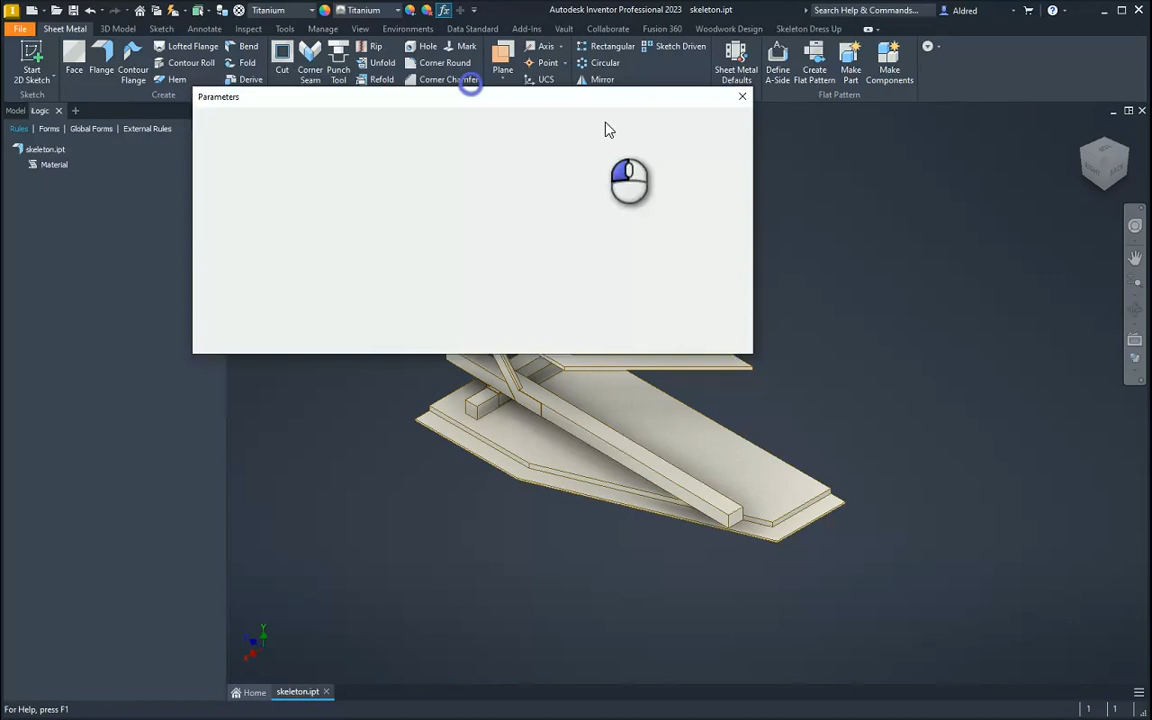 Titanium
Titanium
Autodesk Inventor Professional 2023 skeleton.ipt
Search Help & Commands...
Aldred
File
Sheet Metal
3D Model
Sketch
Annotate
Inspect
Tools
Manage
View
Environments
Data Standard
Add-Ins
Vault
Collaborate
Fusion 360
Woodwork Design
Skeleton Dress Up
Start
2D Sketch
Face
Flange
Contour
Flange
Lofted Flange
Contour Roll
Hem
Bend
Fold
Derive
Cut
Corner
Seam
Punch
Tool
Rip
Unfold
Refold
Hole
Corner Round
Corner Chamfer
Mark
Plane
Axis
Point
UCS
Rectangular
Circular
Mirror
Sketch Driven
Sheet Metal
Defaults
Define
A-Side
Create
Flat Pattern
Make
Part
Make
Components
Sketch
Create
Flat Pattern
Parameters
Model
iLogic
Rules
Forms
Global Forms
External Rules
skeleton.ipt
Material
RIGHT
BACK
Y
X
Home
skeleton.ipt
For Help, press F1
1
1